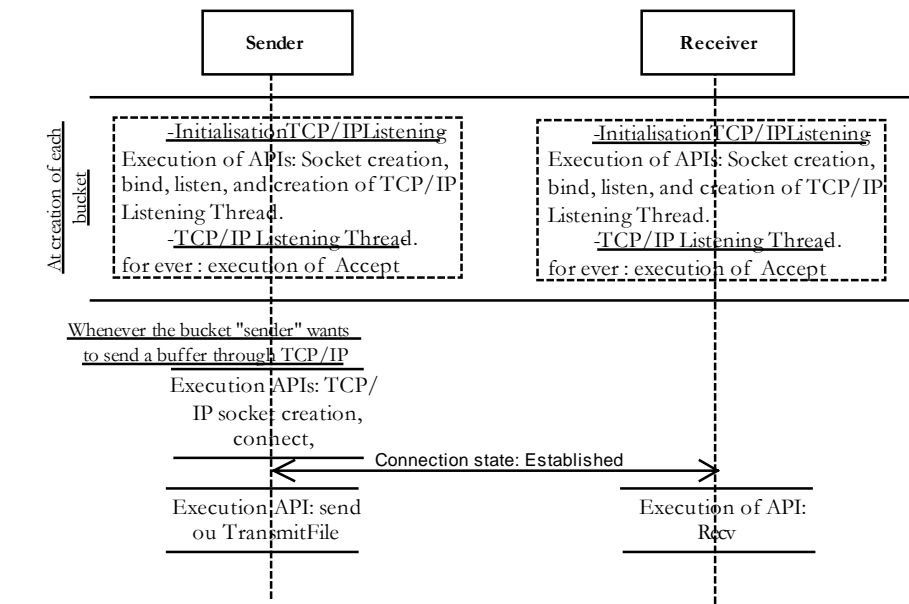 Sender
Receiver
At creation of each
bucket
-InitialisationTCP/IPListening
Execution of APIs: Socket creation,
bind, listen, and creation of TCP/IP
Listening Thread.
-TCP/IP Listening Thread.
for ever : execution of Accept
-InitialisationTCP/IPListening
Execution of APIs: Socket creation,
bind, listen, and creation of TCP/IP
Listening Thread.
-TCP/IP Listening Thread.
for ever : execution of Accept
Whenever the bucket "sender" wants
to send a buffer through TCP/IP
Execution APIs: TCP/
IP socket creation,
connect,
Connection state: Established
Execution API: send
ou TransmitFile
Execution of API:
Recv